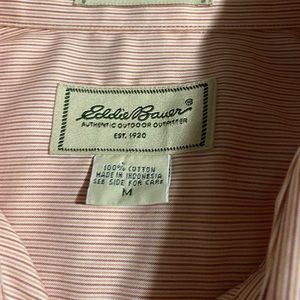 Eddie Bauer®
AUTHENTIC OUTDOOR OUTFITTER
EST. 1920
100% COTTON
MADE IN INDONESIA
SEE SIDE FOR CARE
M